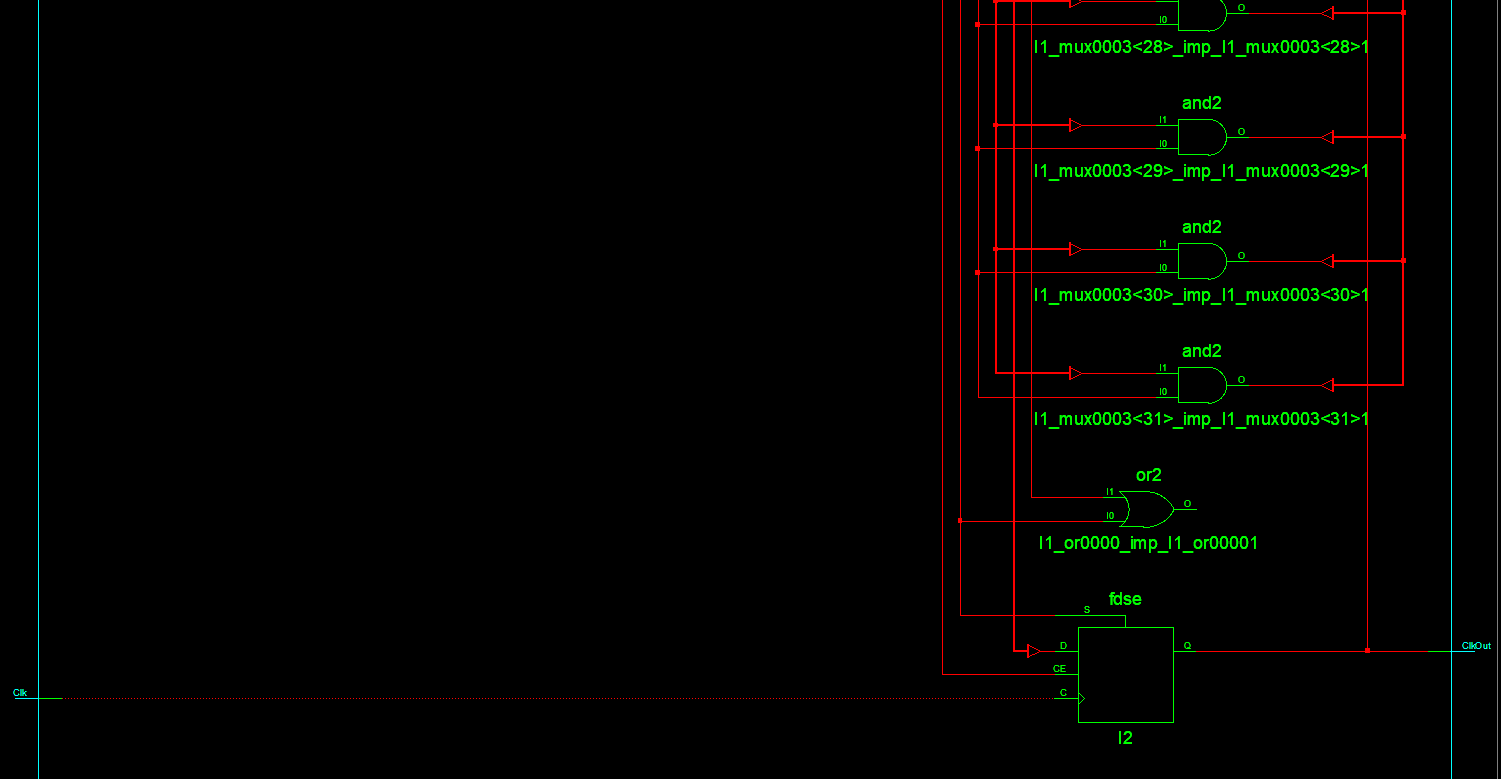 O
I0
I1_mux0003<28>_imp_I1_mux0003<28>1
and2
I1
O
I0
I1_mux0003<29>_imp_I1_mux0003<29>1
and2
I1
O
I0
I1_mux0003<30>_imp_I1_mux0003<30>1
and2
I1
O
I0
I1_mux0003<31>_imp_I1_mux0003<31>1
or2
I1
O
I0
I1_or0000_imp_I1_or00001
fdse
S
D
Q
ClkOut
CE
Clk
C
I2